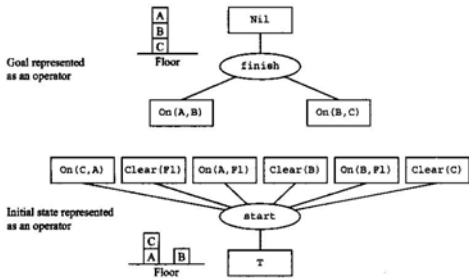 A
B
C
Floor
Nil
Goal represented
as an operator
finish
On(A,B)
On(B,C)
On(C,A)
Clear(Fl)
On(A,Fl)
Clear(B)
On(B,Fl)
Clear(C)
Initial state represented
as an operator
start
C
A
B
Floor
T